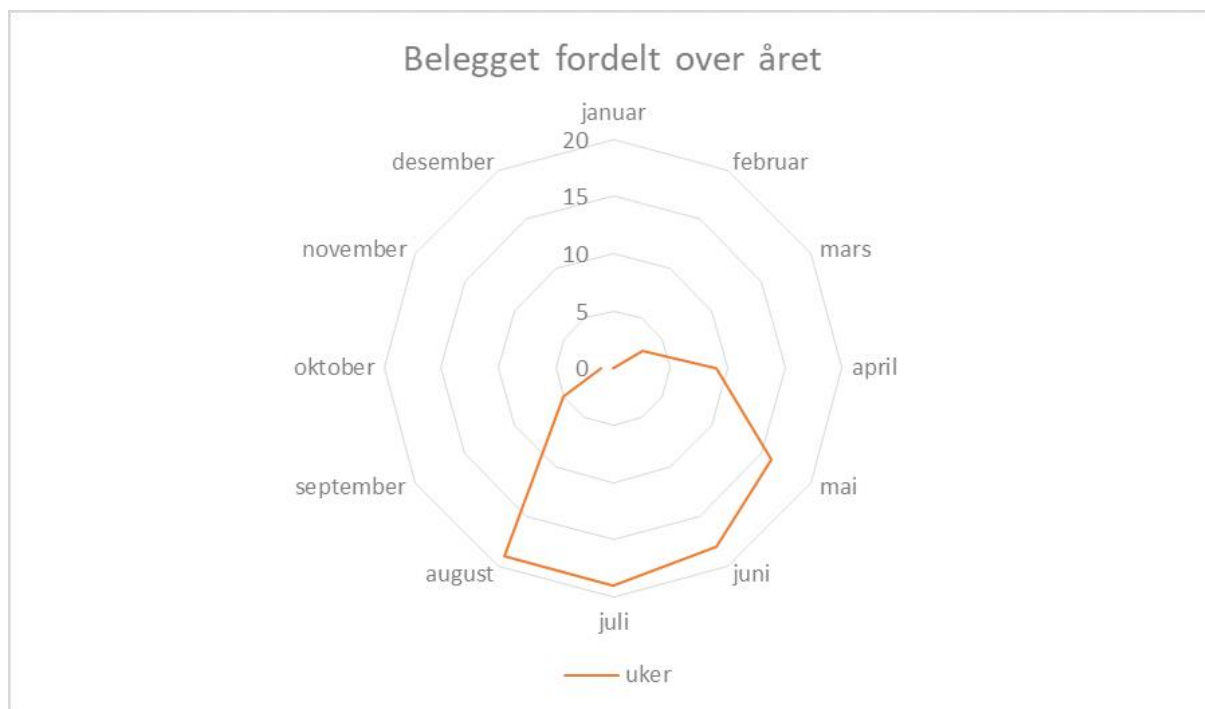 Belegget fordelt over året
januar
februar
mars
april
mai
juni
juli
august
september
oktober
november
desember
20
15
10
5
0
uker